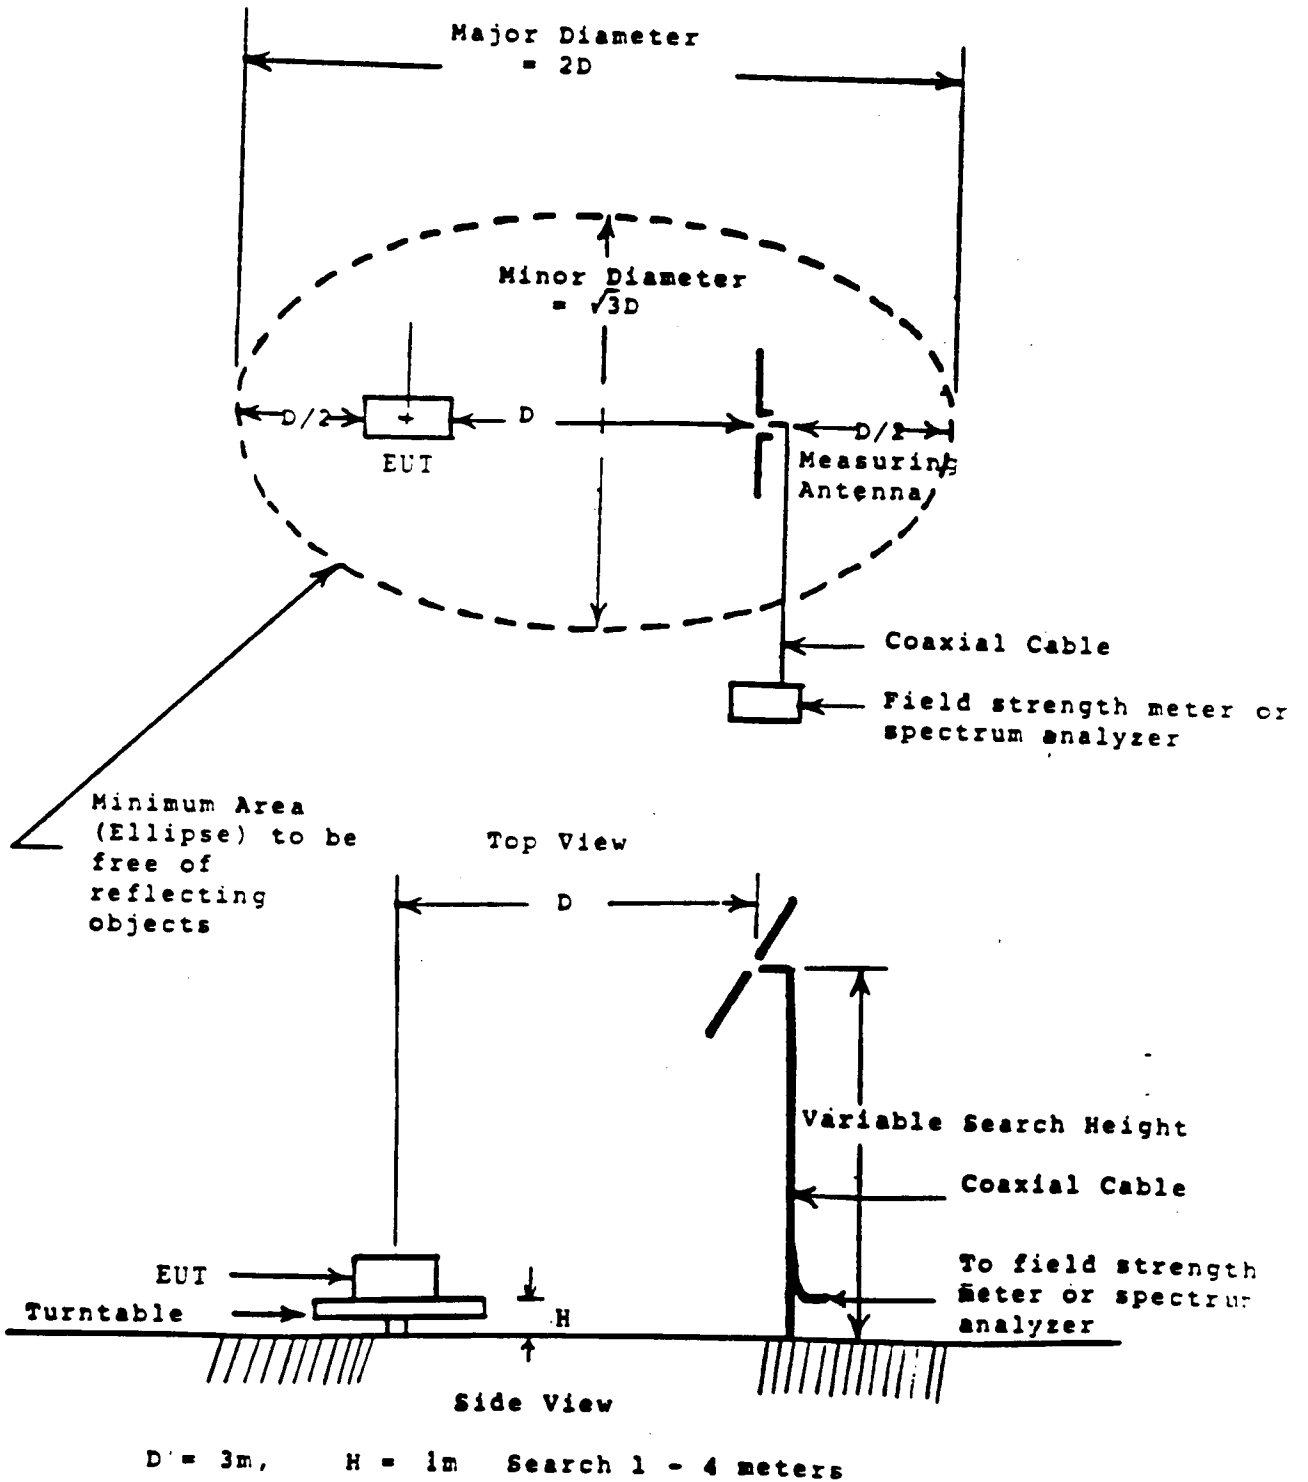 Major Diameter
= 2D
Minor Diameter
= √3D
D/2
D
D/2
EUT
Measuring
Antenna
Coaxial Cable
Field strength meter or
spectrum analyzer
Minimum Area
(Ellipse) to be
free of
reflecting
objects
Top View
D
Variable Search Height
Coaxial Cable
EUT
To field strength
meter or spectrum
analyzer
Turntable
H
Side View
D = 3m, H = 1m Search 1 - 4 meters